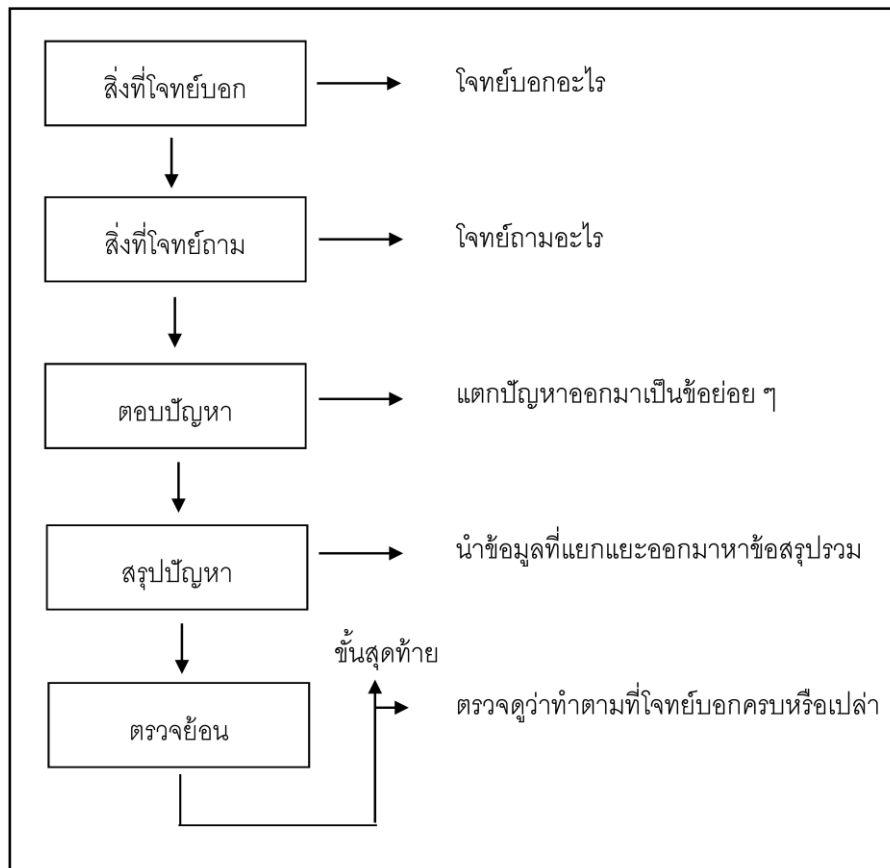 สิ่งที่โจทย์บอก
โจทย์บอกอะไร
สิ่งที่โจทย์ถาม
โจทย์ถามอะไร
ตอบปัญหา
แตกปัญหาออกมาเป็นข้อย่อย ๆ
สรุปปัญหา
นำข้อมูลที่แยกแยะออกมาหาข้อสรุปรวม
ขั้นสุดท้าย
ตรวจย้อน
ตรวจดูว่าทำตามที่โจทย์บอกครบหรือเปล่า